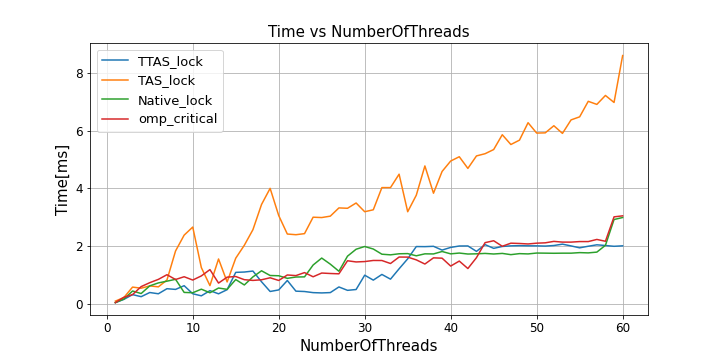 Time vs NumberOfThreads
TTAS_lock
TAS_lock
Native_lock
omp_critical
Time[ms]
8
6
4
2
0
0 10 20 30 40 50 60
NumberOfThreads